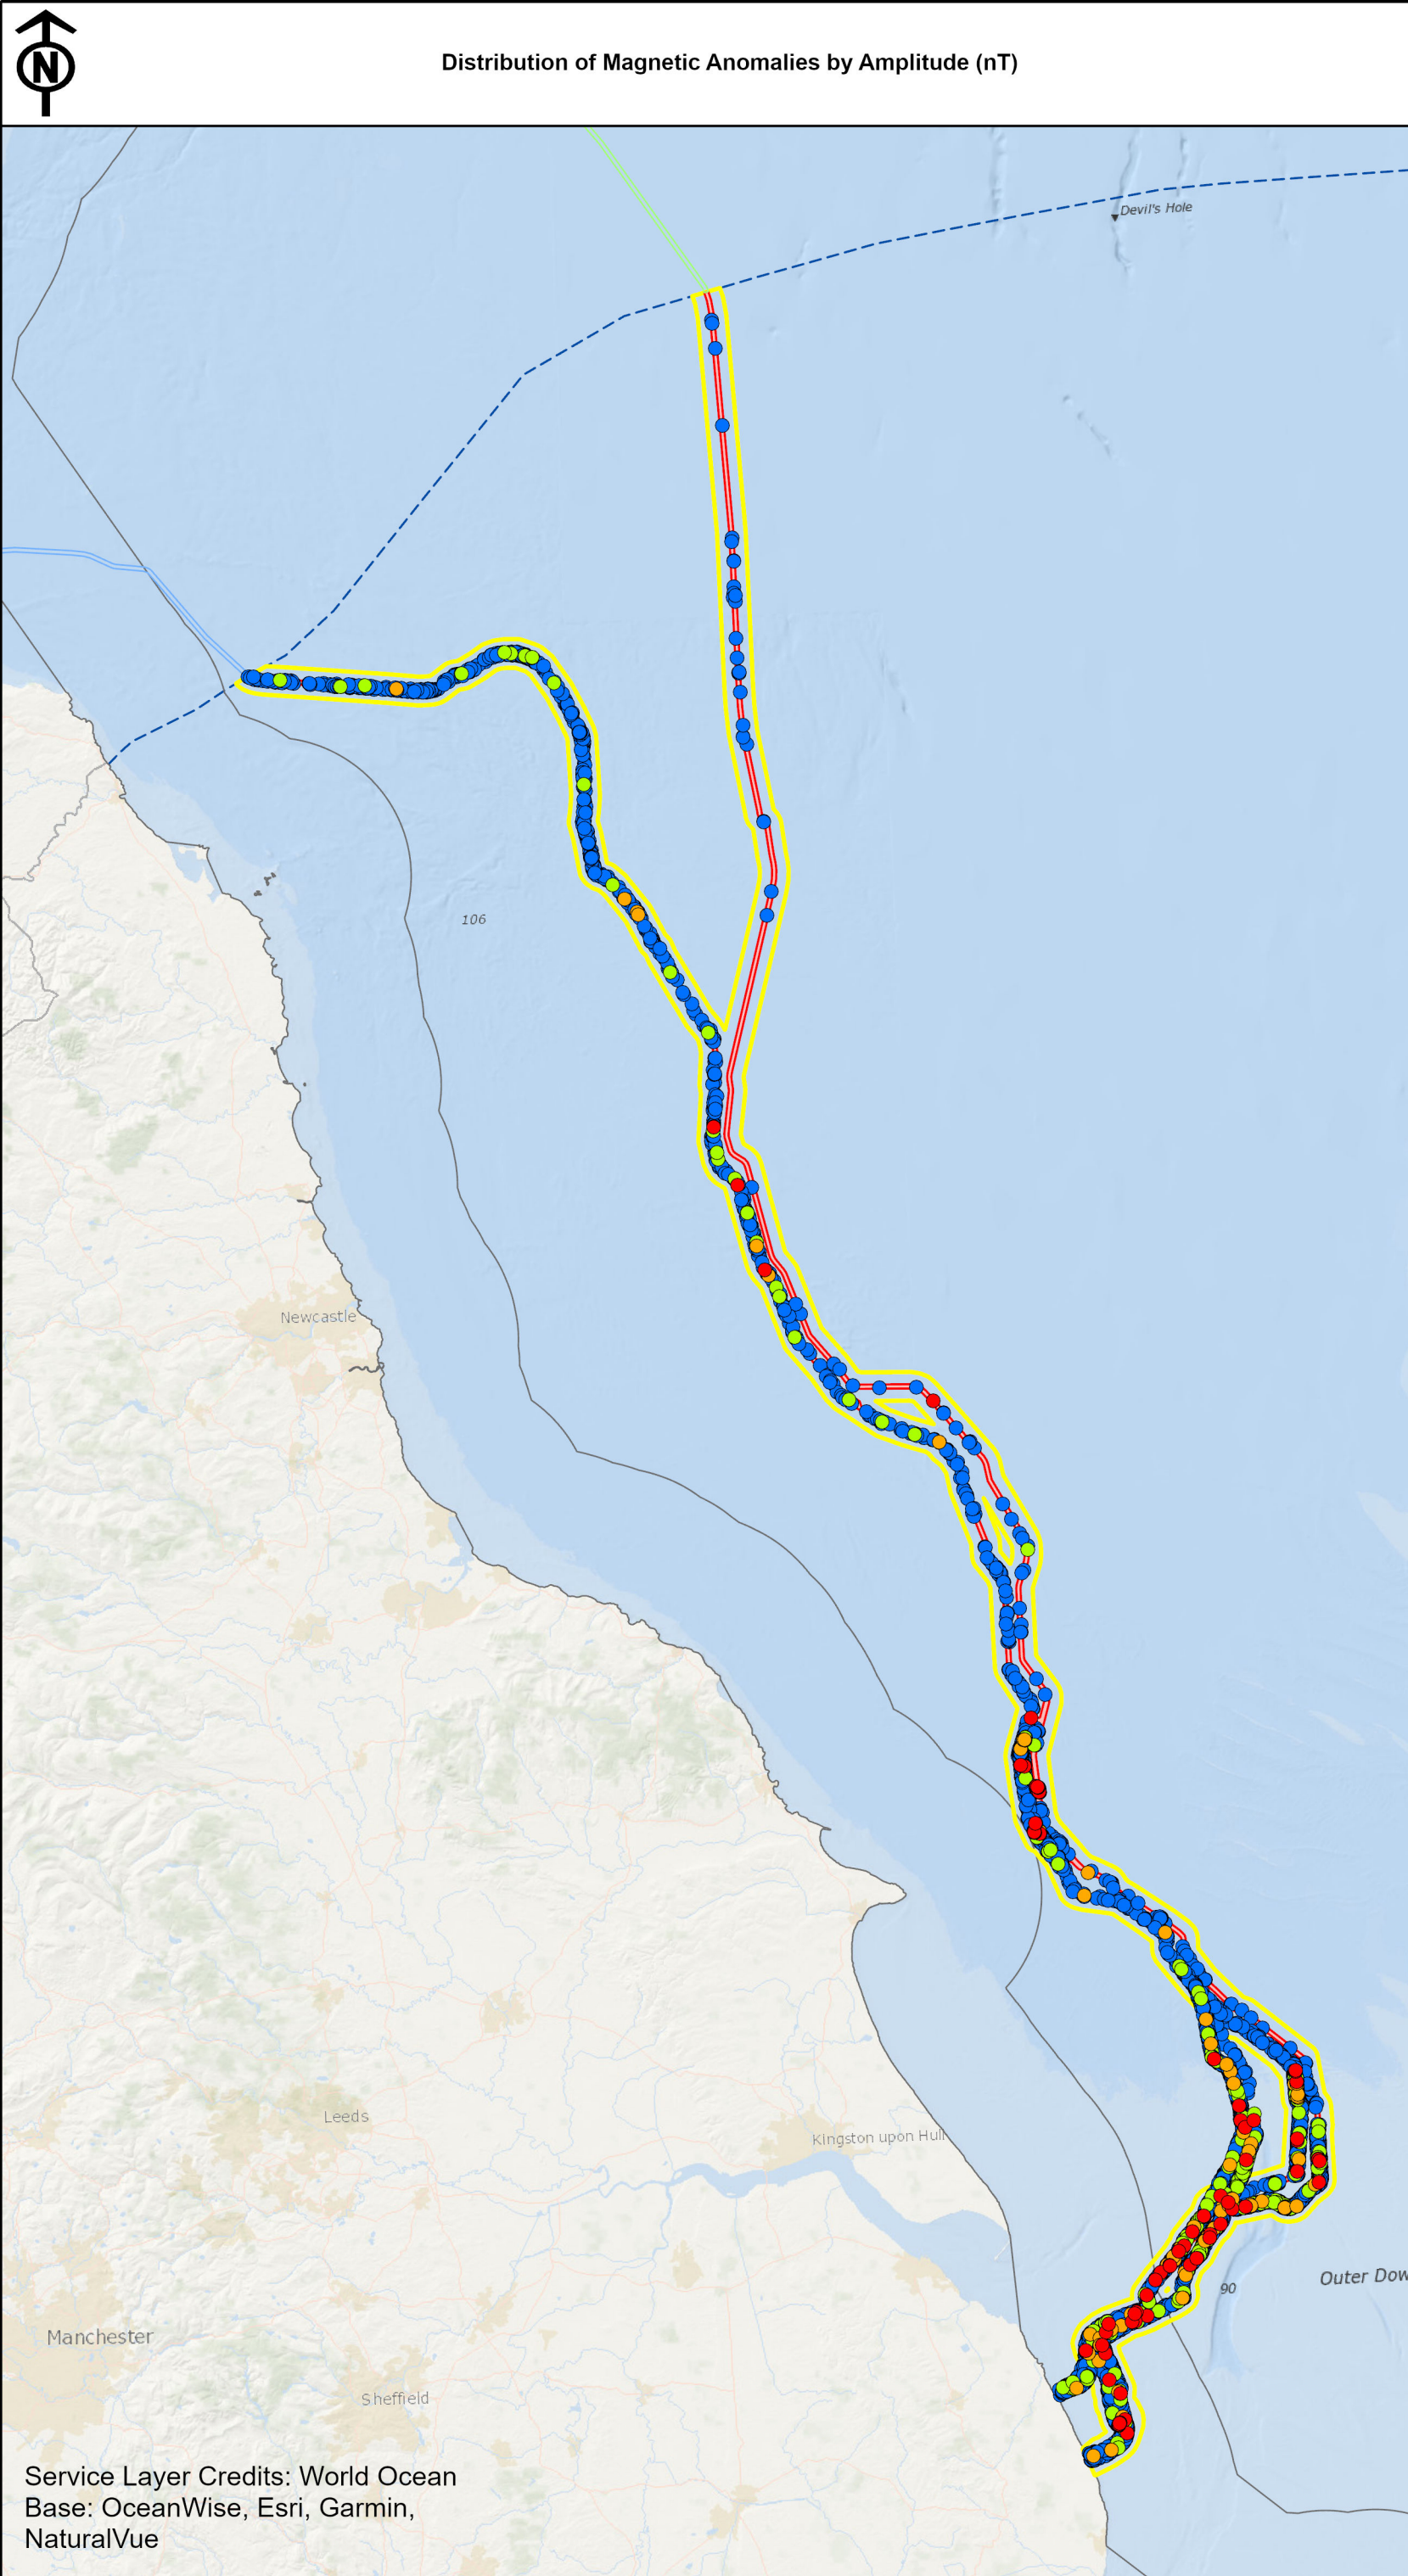 N
Distribution of Magnetic Anomalies by Amplitude (nT)
Devil's Hole
106
Newcastle
Leeds
Kingston upon Hull
90
Outer Dow
Manchester
Sheffield
Service Layer Credits: World Ocean
Base: OceanWise, Esri, Garmin,
NaturalVue